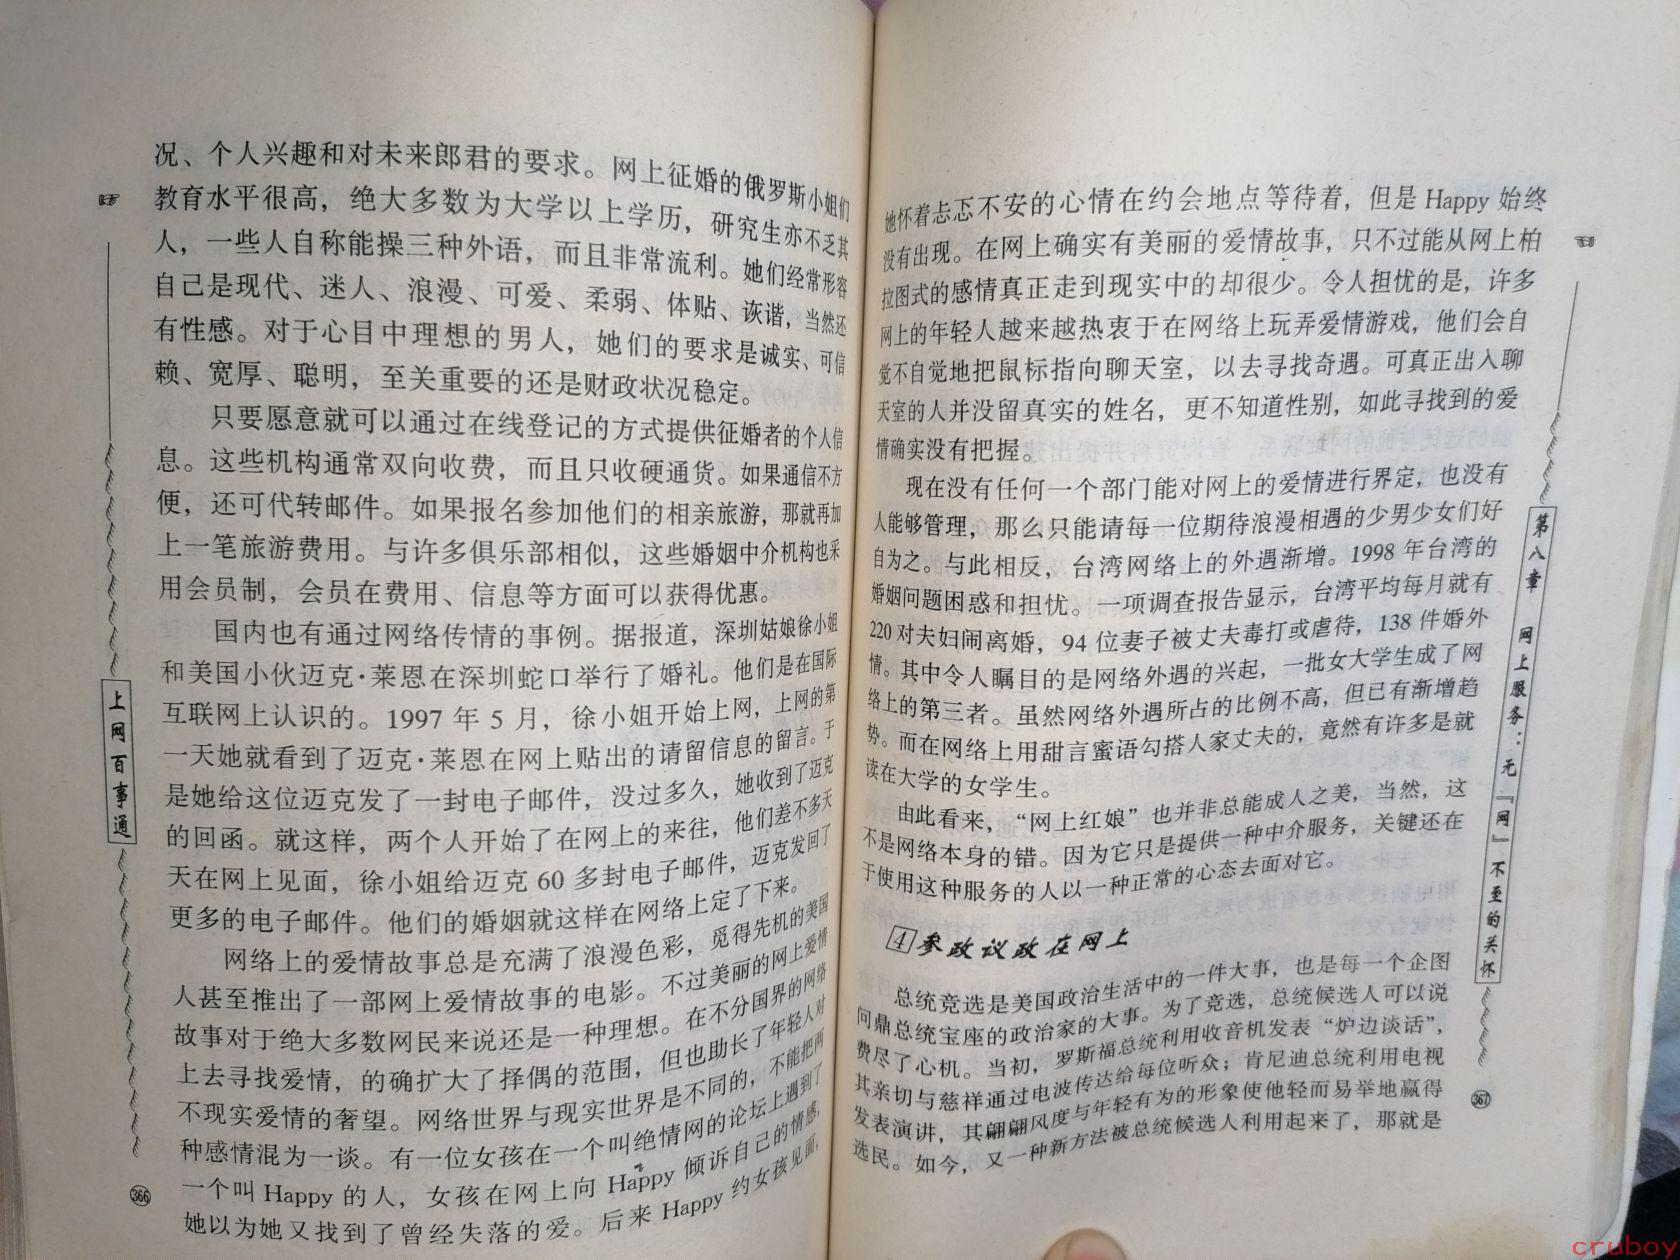 况、个人兴趣和对未来郎君的要求。网上征婚的俄罗斯小姐们
教育水平很高，绝大多数为大学以上学历，研究生亦不乏其
人，一些人自称能操三种外语，而且非常流利。她们经常形容
自己是现代、迷人、浪漫、可爱、柔弱、体贴、诙谐，当然还
有性感。对于心目中理想的男人，她们的要求是诚实、可信
赖、宽厚、聪明，至关重要的还是财政状况稳定。
只要愿意就可以通过在线登记的方式提供征婚者的个人信
息。这些机构通常双向收费，而且只收硬通货。如果通信不方
便，还可代转邮件。如果报名参加他们的相亲旅游，那就再加
上一笔旅游费用。与许多俱乐部相似，这些婚姻中介机构也采
用会员制，会员在费用、信息等方面可以获得优惠。
国内也有通过网络传情的事例。据报道，深圳姑娘徐小姐
和美国小伙迈克·莱恩在深圳蛇口举行了婚礼。他们是在国际
互联网上认识的。1997 年 5 月，徐小姐开始上网，上网的第
一天她就看到了迈克·莱恩在网上贴出的请留信息的留言。于
是她给这位迈克发了一封电子邮件，没过多久，她收到了迈克
的回函。就这样，两个人开始了在网上的来往，他们差不多天
天在网上见面，徐小姐给迈克 60 多封电子邮件，迈克发回了
更多的电子邮件。他们的婚姻就这样在网络上定了下来。
网络上的爱情故事总是充满了浪漫色彩，觅得先机的美国
人甚至推出了一部网上爱情故事的电影。不过美丽的网上爱情
故事对于绝大多数网民来说还是一种理想。在不分国界的网络
上去寻找爱情，的确扩大了择偶的范围，但也助长了年轻人对
不现实爱情的奢望。网络世界与现实世界是不同的，不能把两
种感情混为一谈。有一位女孩在一个叫绝情网的论坛上遇到了
一个叫 Happy 的人，女孩在网上向 Happy 倾诉自己的情感，
她以为她又找到了曾经失落的爱。后来 Happy 约女孩见面，
上网百事通
366
她怀着忐忑不安的心情在约会地点等待着，但是 Happy 始终
没有出现。在网上确实有美丽的爱情故事，只不过能从网上柏
拉图式的感情真正走到现实中的却很少。令人担忧的是，许多
网上的年轻人越来越热衷于在网络上玩弄爱情游戏，他们会自
觉不自觉地把鼠标指向聊天室，以去寻找奇遇。可真正出入聊
天室的人并没留真实的姓名，更不知道性别，如此寻找到的爱
情确实没有把握。
现在没有任何一个部门能对网上的爱情进行界定，也没有
人能够管理，那么只能请每一位期待浪漫相遇的少男少女们好
自为之。与此相反，台湾网络上的外遇渐增。1998 年台湾的
婚姻问题困惑和担忧。一项调查报告显示，台湾平均每月就有
220 对夫妇闹离婚，94 位妻子被丈夫毒打或虐待，138 件婚外
情。其中令人瞩目的是网络外遇的兴起，一批女大学生成了网
络上的第三者。虽然网络外遇所占的比例不高，但已有渐增趋
势。而在网络上用甜言蜜语勾搭人家丈夫的，竟然有许多是就
读在大学的女学生。
由此看来，“网上红娘”也并非总能成人之美，当然，这
不是网络本身的错。因为它只是提供一种中介服务，关键还在
于使用这种服务的人以一种正常的心态去面对它。
4 参政议政在网上
总统竞选是美国政治生活中的一件大事，也是每一个企图
问鼎总统宝座的政治家的大事。为了竞选，总统候选人可以说
费尽了心机。当初，罗斯福总统利用收音机发表“炉边谈话”，
其亲切与慈祥通过电波传达给每位听众；肯尼迪总统利用电视
发表演讲，其翩翩风度与年轻有为的形象使他轻而易举地赢得
选民。如今，又一种新方法被总统候选人利用起来了，那就是
第八章 网上服务：无『网』不至的关怀
367
cruboy